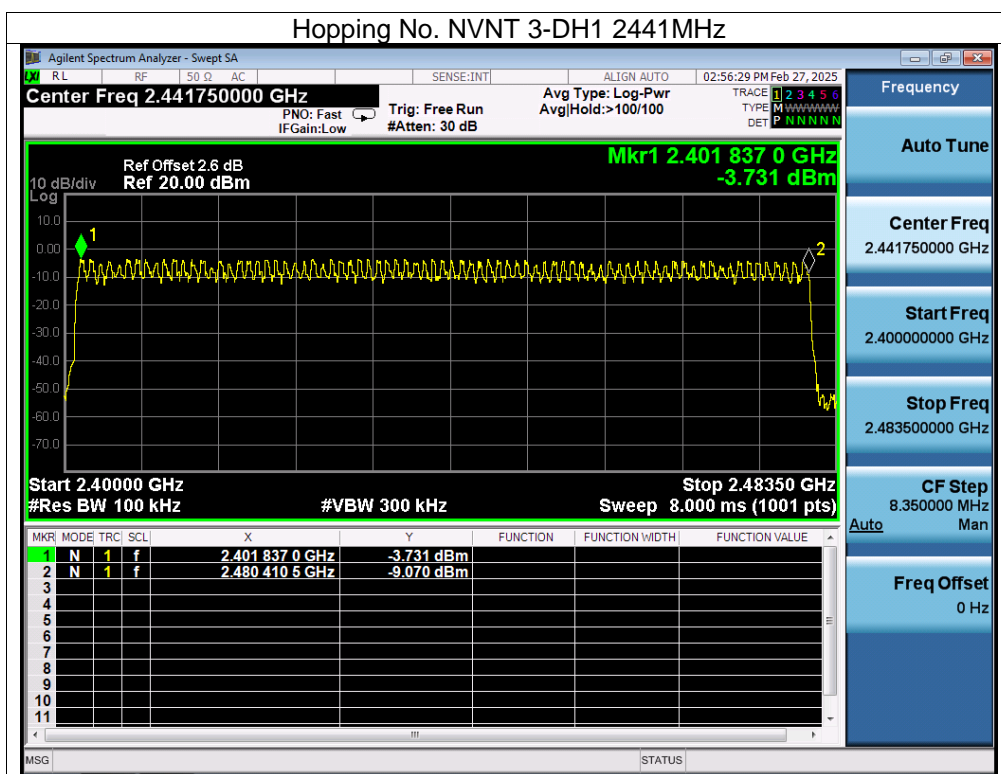 Hopping No. NVNT 3-DH1 2441MHz
Agilent Spectrum Analyzer - Swept SA
LXI RL RF 50 Ω AC SENSE:INT ALIGN AUTO 02:56:29 PM Feb 27, 2025
Center Freq 2.441750000 GHz
PNO: Fast
IFGain:Low
Trig: Free Run
#Atten: 30 dB
Avg Type: Log-Pwr
Avg|Hold:>100/100
TRACE 1 2 3 4 5 6
TYPE M WWWWW
DET P N N N N N
Mkr1 2.401 837 0 GHz
-3.731 dBm
Ref Offset 2.6 dB
10 dB/div Ref 20.00 dBm
Log
10.0
0.00
-10.0
-20.0
-30.0
-40.0
-50.0
-60.0
-70.0
1
2
Start 2.40000 GHz Stop 2.48350 GHz
#Res BW 100 kHz #VBW 300 kHz Sweep 8.000 ms (1001 pts)
MKR MODE TRC SCL X Y FUNCTION FUNCTION WIDTH FUNCTION VALUE
1 N 1 f 2.401 837 0 GHz -3.731 dBm
2 N 1 f 2.480 410 5 GHz -9.070 dBm
3
4
5
6
7
8
9
10
11
MSG STATUS
Frequency
Auto Tune
Center Freq
2.441750000 GHz
Start Freq
2.400000000 GHz
Stop Freq
2.483500000 GHz
CF Step
8.350000 MHz
Auto Man
Freq Offset
0 Hz